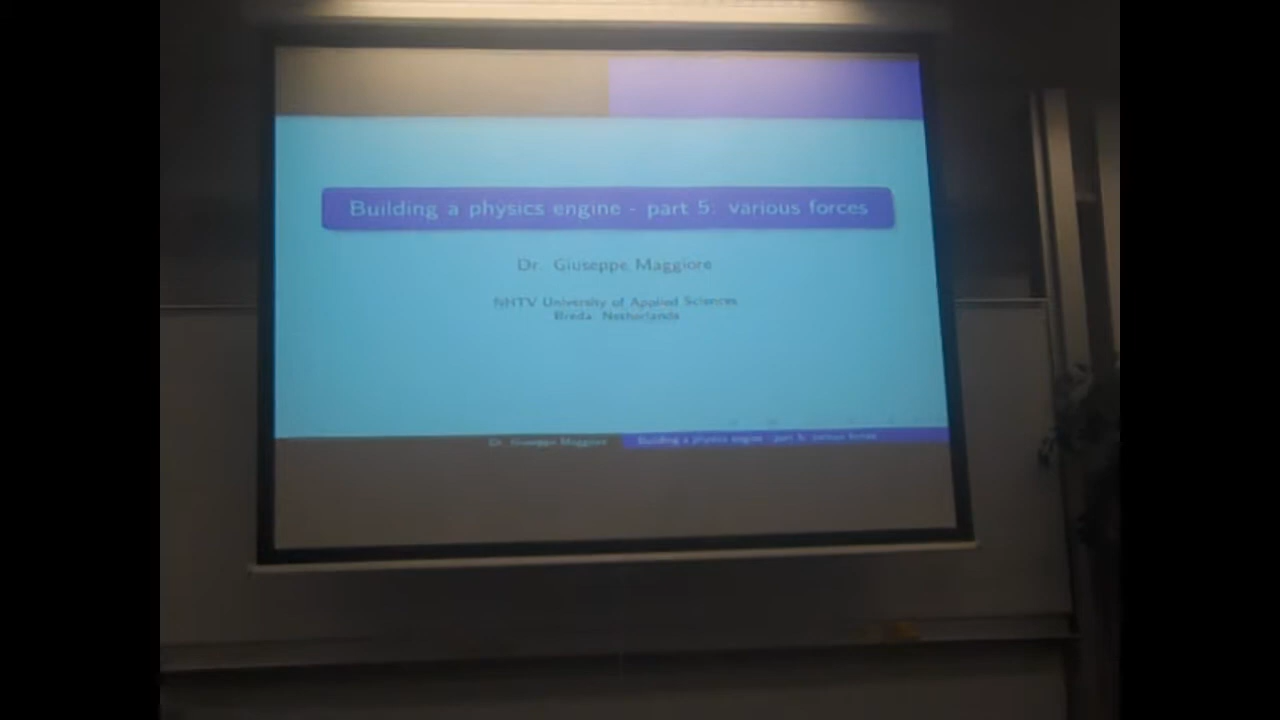 Building a physics engine - part 5: various forces
Dr. Giuseppe Maggiore
NHTV University of Applied Sciences
Breda, Netherlands
Dr. Giuseppe Maggiore
Building a physics engine - part 5: various forces